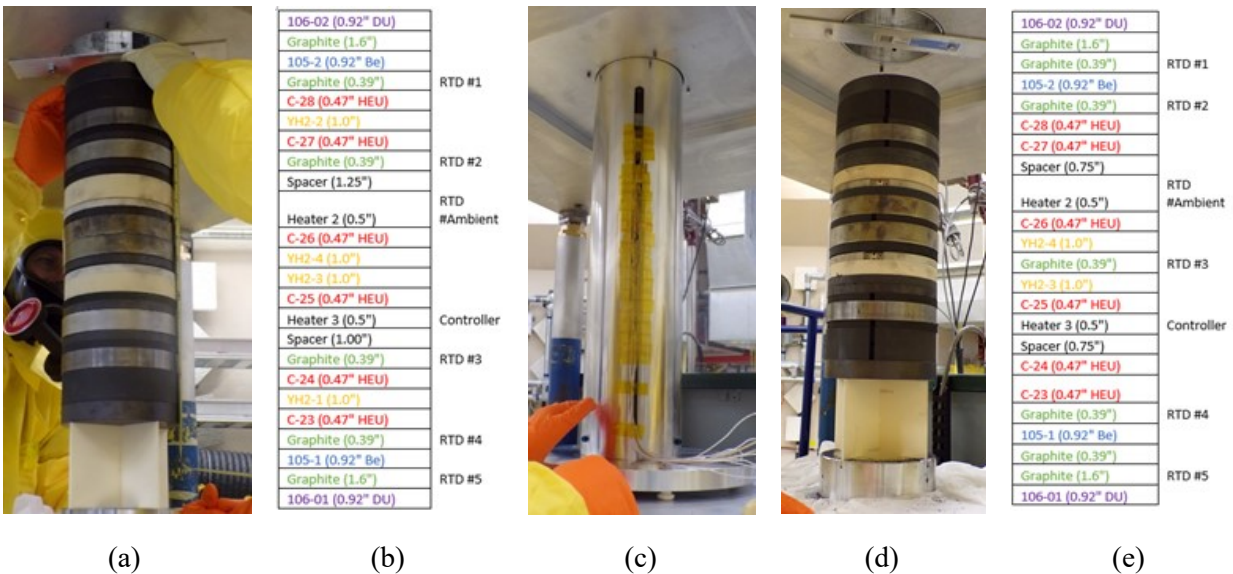 106-02 (0.92" DU)
Graphite (1.6")
105-2 (0.92" Be)
Graphite (0.39") RTD #1
C-28 (0.47" HEU)
YH2-2 (1.0")
C-27 (0.47" HEU)
Graphite (0.39") RTD #2
Spacer (1.25")
RTD
Heater 2 (0.5") #Ambient
C-26 (0.47" HEU)
YH2-4 (1.0")
YH2-3 (1.0")
C-25 (0.47" HEU)
Heater 3 (0.5") Controller
Spacer (1.00")
Graphite (0.39") RTD #3
C-24 (0.47" HEU)
YH2-1 (1.0")
C-23 (0.47" HEU)
Graphite (0.39") RTD #4
105-1 (0.92" Be)
Graphite (1.6") RTD #5
106-01 (0.92" DU)
106-02 (0.92" DU)
Graphite (1.6")
Graphite (0.39") RTD #1
105-2 (0.92" Be)
Graphite (0.39") RTD #2
C-28 (0.47" HEU)
C-27 (0.47" HEU)
Spacer (0.75")
RTD
Heater 2 (0.5") #Ambient
C-26 (0.47" HEU)
YH2-4 (1.0")
Graphite (0.39") RTD #3
YH2-3 (1.0")
C-25 (0.47" HEU)
Heater 3 (0.5") Controller
Spacer (0.75")
C-24 (0.47" HEU)
C-23 (0.47" HEU)
Graphite (0.39") RTD #4
105-1 (0.92" Be)
Graphite (0.39")
Graphite (1.6") RTD #5
106-01 (0.92" DU)
(a) (b) (c) (d) (e)